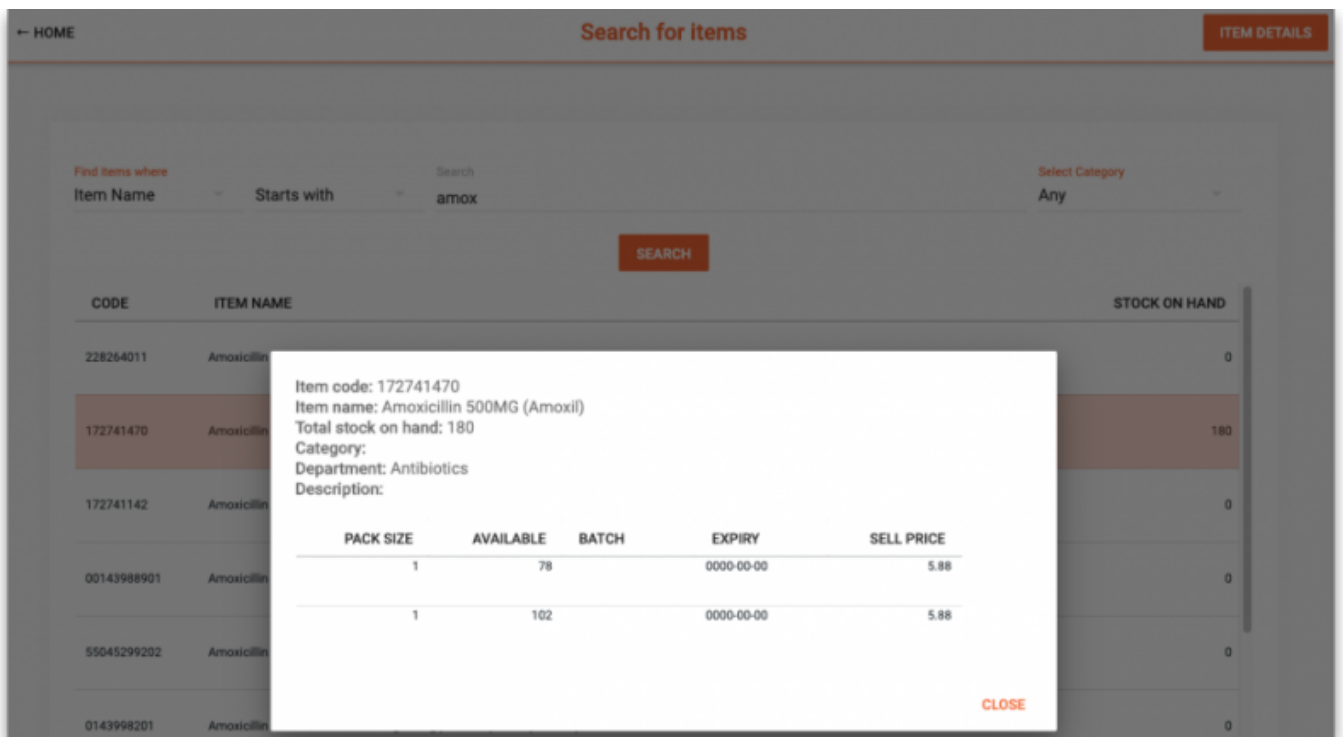 ← HOME Search for items ITEM DETAILS
Find items where Search Select Category
Item Name Starts with amox Any
SEARCH
CODE ITEM NAME STOCK ON HAND
228264011 Amoxicillin 0
Item code: 172741470
Item name: Amoxicillin 500MG (Amoxil)
Total stock on hand: 180
Category:
Department: Antibiotics
Description:
172741470 Amoxicillin 180
172741142 Amoxicillin 0
PACK SIZE AVAILABLE BATCH EXPIRY SELL PRICE
1 78 0000-00-00 5.88
00143988901 Amoxicillin 0
1 102 0000-00-00 5.88
55045299202 Amoxicillin 0
CLOSE
0143998201 Amoxicillin 0